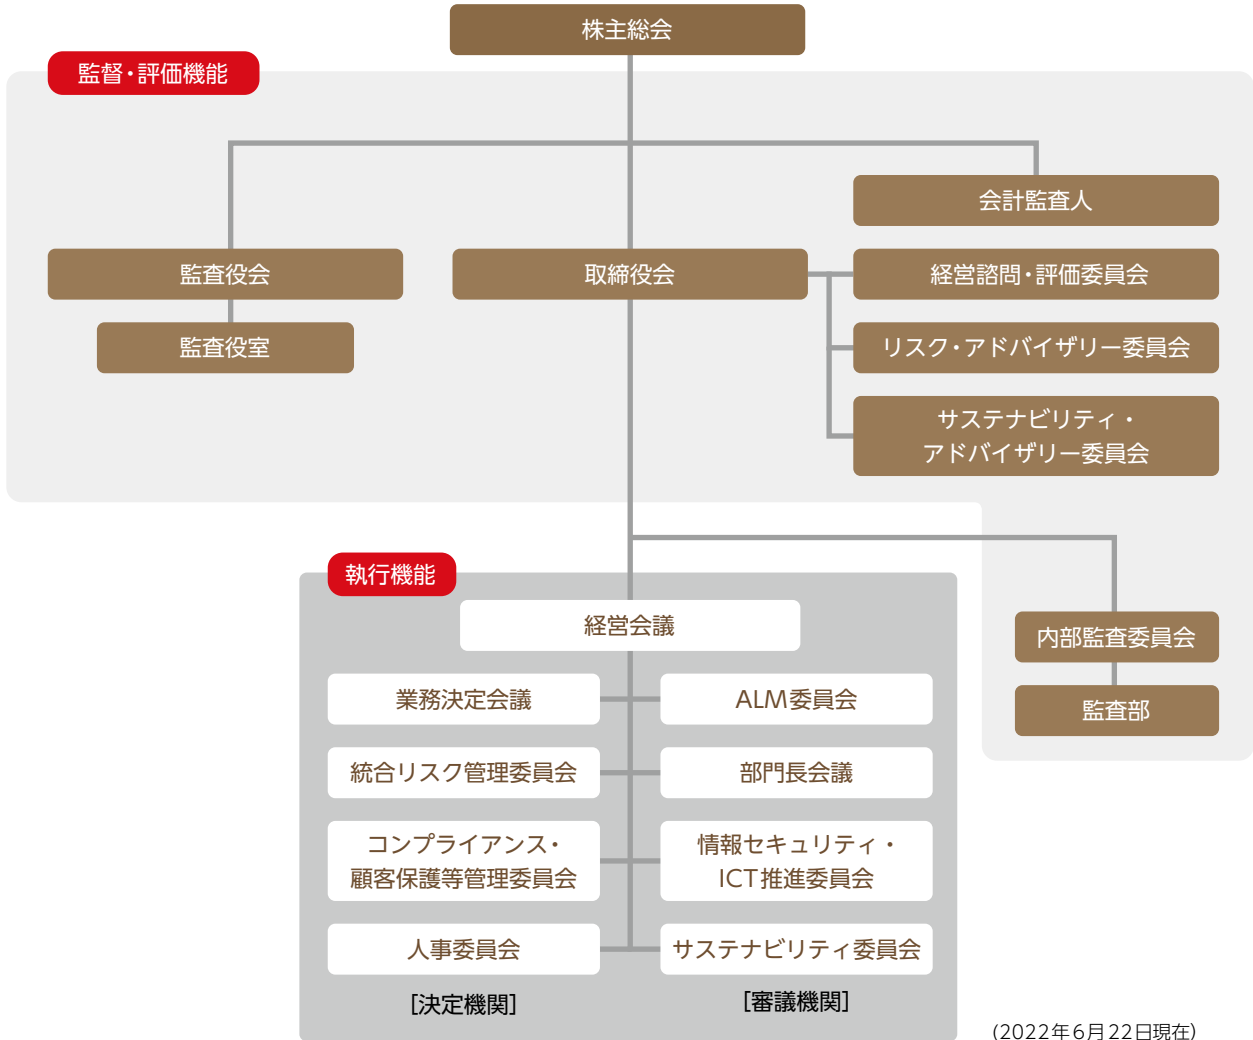 株主総会
監督・評価機能
会計監査人
監査役会
取締役会
経営諮問・評価委員会
監査役室
リスク・アドバイザリー委員会
サステナビリティ・
アドバイザリー委員会
執行機能
経営会議
内部監査委員会
業務決定会議
ALM委員会
監査部
統合リスク管理委員会
部門長会議
コンプライアンス・
顧客保護等管理委員会
情報セキュリティ・
ICT推進委員会
人事委員会
サステナビリティ委員会
[決定機関]
[審議機関]
(2022年6月22日現在)